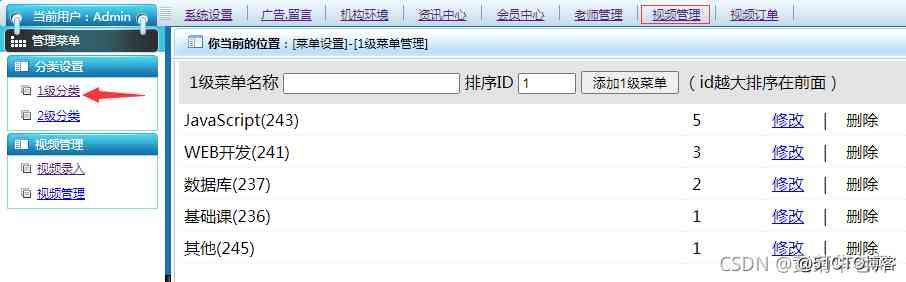 当前用户：Admin
系统设置 广告.留言 机构环境 资讯中心 会员中心 老师管理 视频管理 视频订单
管理菜单
你当前的位置：[菜单设置]-[1级菜单管理]
分类设置
1级分类
2级分类
视频管理
视频录入
视频管理
1级菜单名称 排序ID 1 添加1级菜单 （id越大排序在前面）
JavaScript(243) 5 修改 | 删除
WEB开发(241) 3 修改 | 删除
数据库(237) 2 修改 | 删除
基础课(236) 1 修改 | 删除
其他(245) 1 修改 | 删除
CSDN @51CTO博客